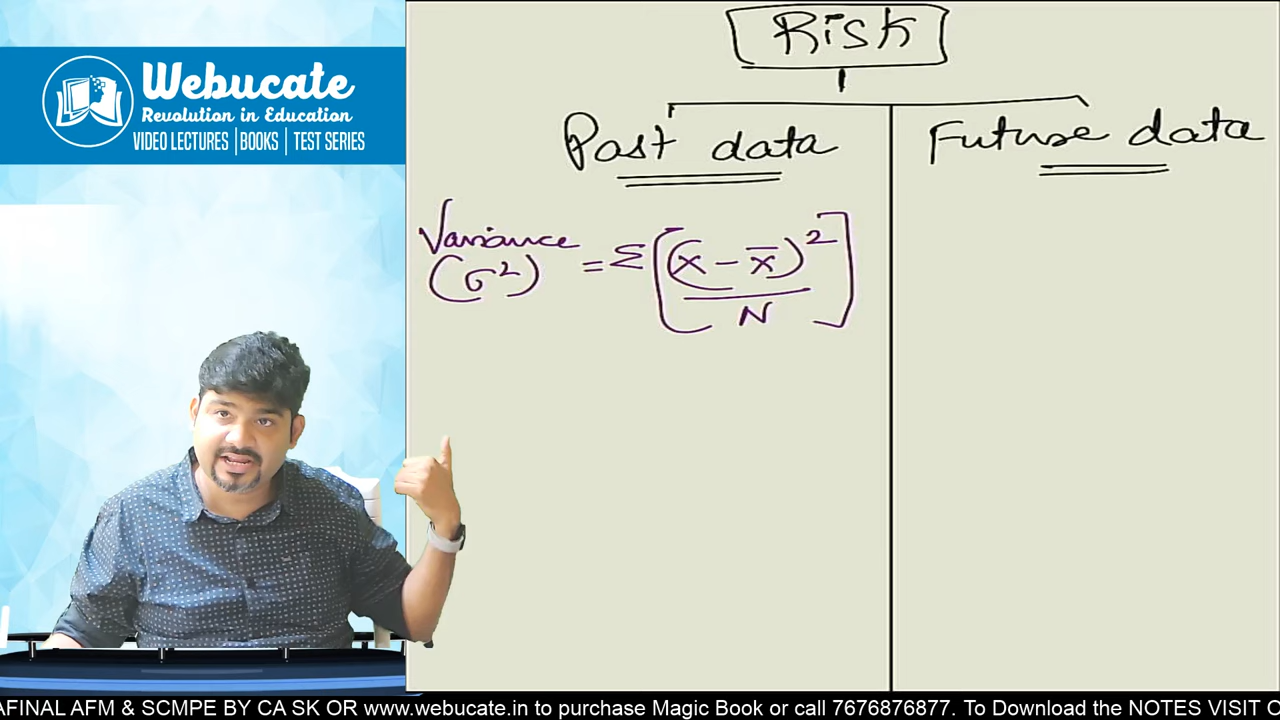 Webucate
Revolution in Education
VIDEO LECTURES | BOOKS | TEST SERIES
Risk
Past data
Future data
Variance
(σ²) = Σ[(x - x̄)²/N]
AFINAL AFM & SCMPE BY CA SK OR www.webucate.in to purchase Magic Book or call 7676876877. To Download the NOTES VISIT C